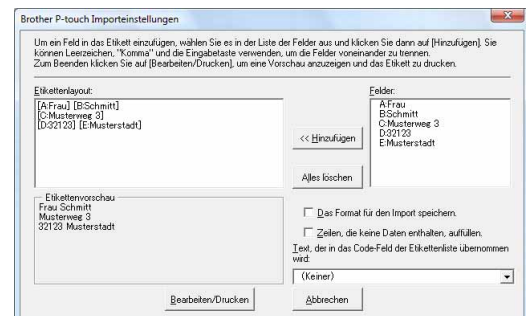 Brother P-touch Importeinstellungen
Um ein Feld in das Etikett einzufügen, wählen Sie es in der Liste der Felder aus und klicken Sie dann auf [Hinzufügen]. Sie
können Leerzeichen, "Komma" und die Eingabetaste verwenden, um die Felder voneinander zu trennen.
Zum Beenden klicken Sie auf [Bearbeiten/Drucken], um eine Vorschau anzuzeigen und das Etikett zu drucken.
Etikettenlayout:
[A:Frau] [B:Schmitt]
[C:Musterweg 3]
[D:32123] [E:Musterstadt]
<< Hinzufügen
Alles löschen
Felder:
A:Frau
B:Schmitt
C:Musterweg 3
D:32123
E:Musterstadt
Etikettenvorschau
Frau Schmitt
Musterweg 3
32123 Musterstadt
Das Format für den Import speichern.
Zeilen, die keine Daten enthalten, auffüllen.
Text, der in das Code-Feld der Etikettenliste übernommen
wird:
(Keiner)
Bearbeiten/Drucken
Abbrechen